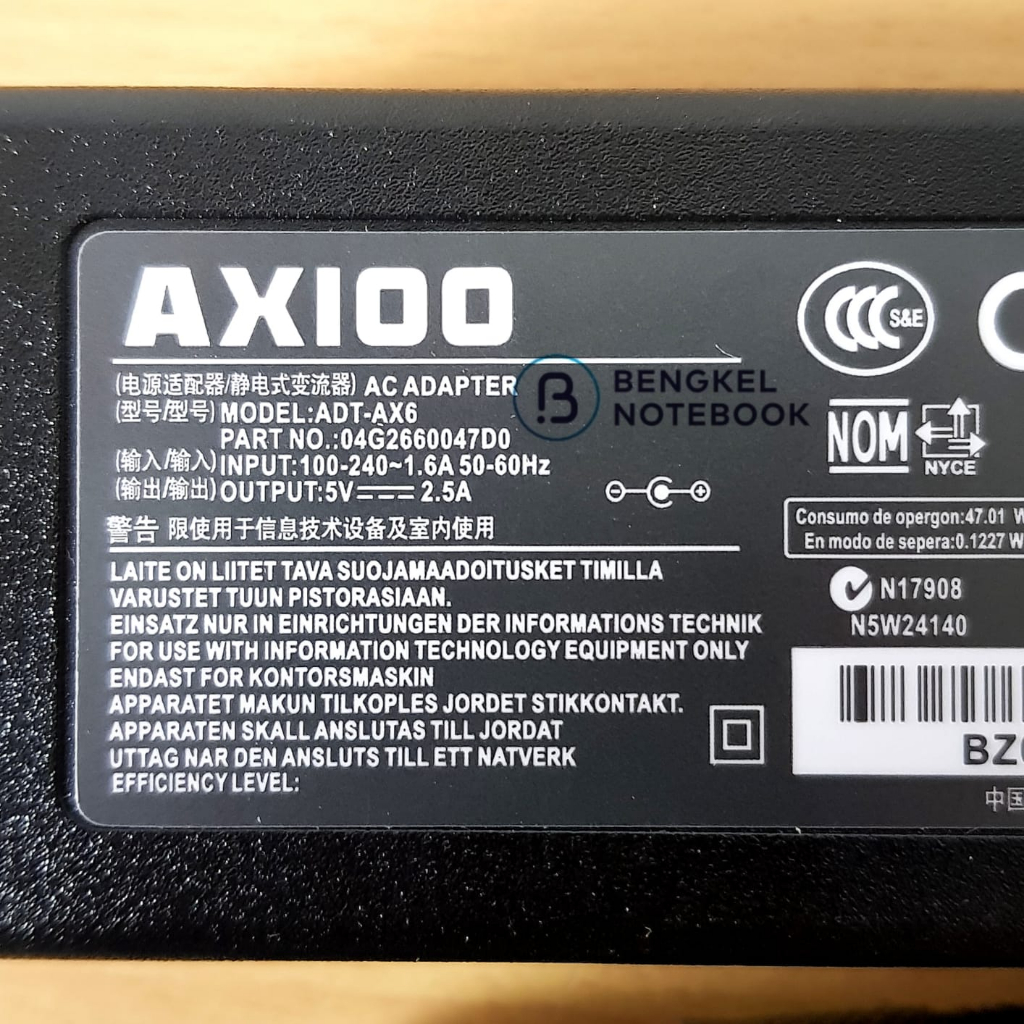 AXIOO
(电源适配器/静电式变流器) AC ADAPTER
(型号/型号) MODEL:ADT-AX6
PART NO.:04G2660047D0
(输入/输入) INPUT:100-240~1.6A 50-60Hz
(输出/输出) OUTPUT:5V 2.5A
警告 限使用于信息技术设备及室内使用
LAITE ON LIITET TAVA SUOJAMAADOITUSKET TIMILLA
VARUSTET TUUN PISTORASIAAN.
EINSATZ NUR IN EINRICHTUNGEN DER INFORMATIONS TECHNIK
FOR USE WITH INFORMATION TECHNOLOGY EQUIPMENT ONLY
ENDAST FOR KONTORSMASKIN
APPARATET MAKUN TILKOPLES JORDET STIKKONTAKT.
APPARATEN SKALL ANSLUTAS TILL JORDAT
UTTAG NAR DEN ANSLUTS TILL ETT NATVERK
EFFICIENCY LEVEL:
BENGKEL
NOTEBOOK
CCC S&E
NOM
NYCE
Consumo de opergon:47.01 W
En modo de sepera:0.1227 W
N17908
N5W24140
中国